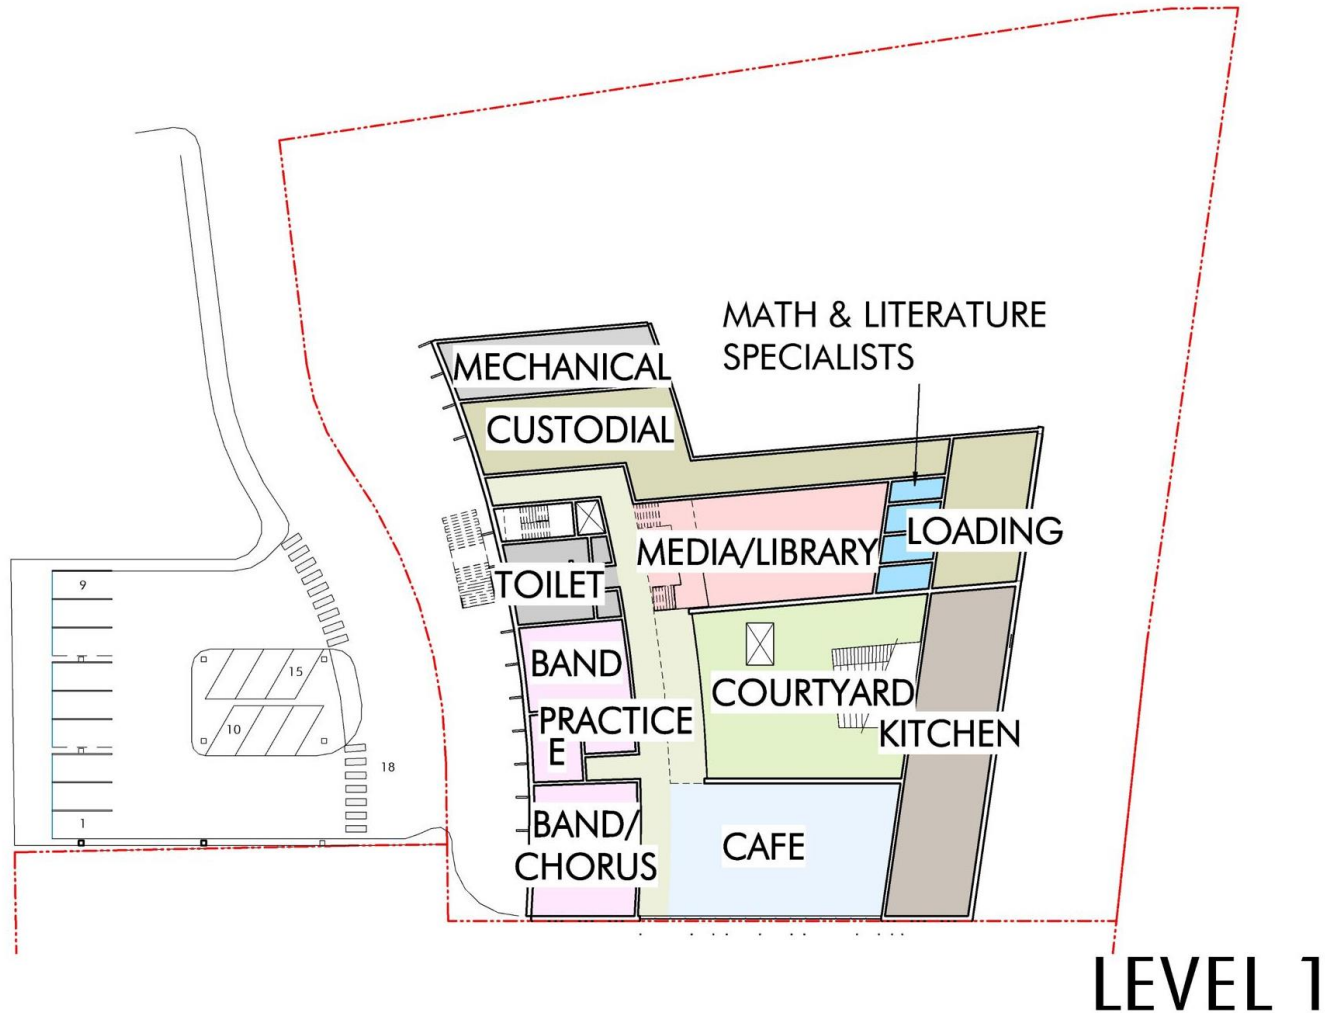 MATH & LITERATURE
SPECIALISTS
MECHANICAL
CUSTODIAL
LOADING
MEDIA/LIBRARY
TOILET
9
BAND
15
COURTYARD
PRACTICE
10
KITCHEN
E
18
1
BAND/
CHORUS
CAFE
LEVEL 1